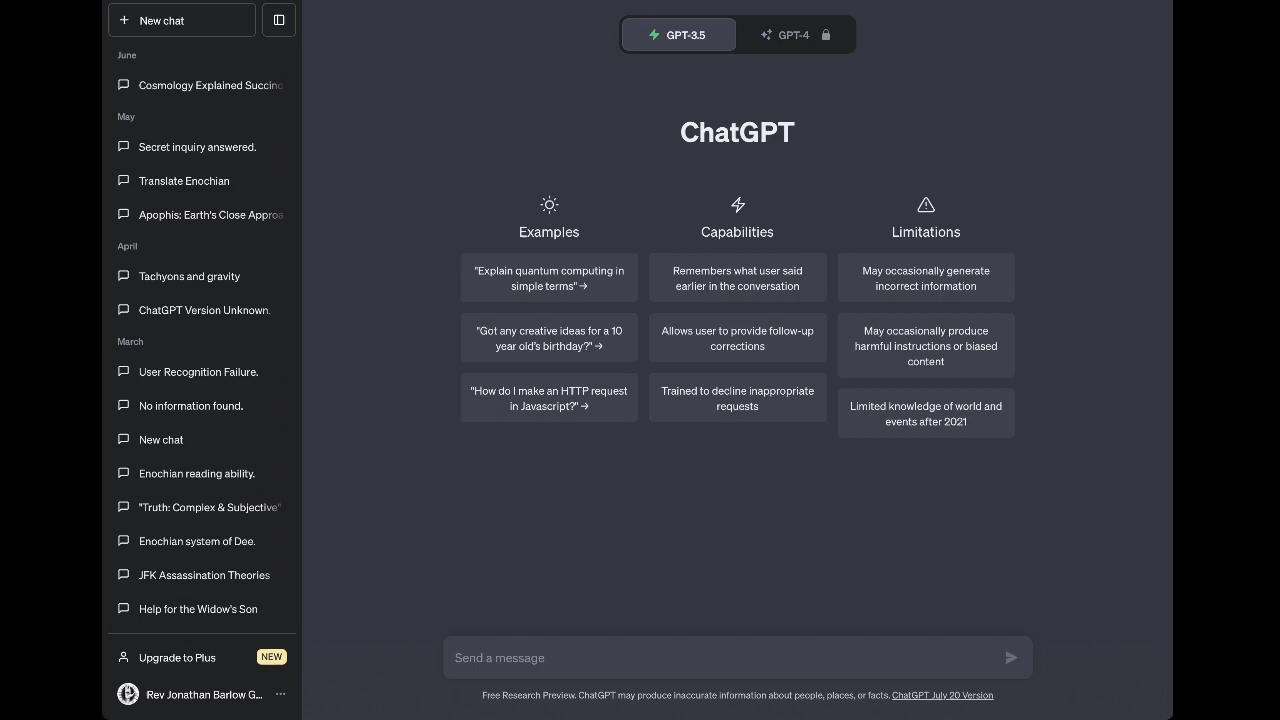 New chat
June
Cosmology Explained Succinc
May
Secret inquiry answered.
Translate Enochian
Apophis: Earth's Close Approa
April
Tachyons and gravity
ChatGPT Version Unknown.
March
User Recognition Failure.
No information found.
New chat
Enochian reading ability.
"Truth: Complex & Subjective"
Enochian system of Dee.
JFK Assassination Theories
Help for the Widow's Son
Upgrade to Plus NEW
Rev Jonathan Barlow G...
GPT-3.5 GPT-4
ChatGPT
Examples
"Explain quantum computing in
simple terms" →
"Got any creative ideas for a 10
year old's birthday?" →
"How do I make an HTTP request
in Javascript?" →
Capabilities
Remembers what user said
earlier in the conversation
Allows user to provide follow-up
corrections
Trained to decline inappropriate
requests
Limitations
May occasionally generate
incorrect information
May occasionally produce
harmful instructions or biased
content
Limited knowledge of world and
events after 2021
Send a message
Free Research Preview. ChatGPT may produce inaccurate information about people, places, or facts. ChatGPT July 20 Version